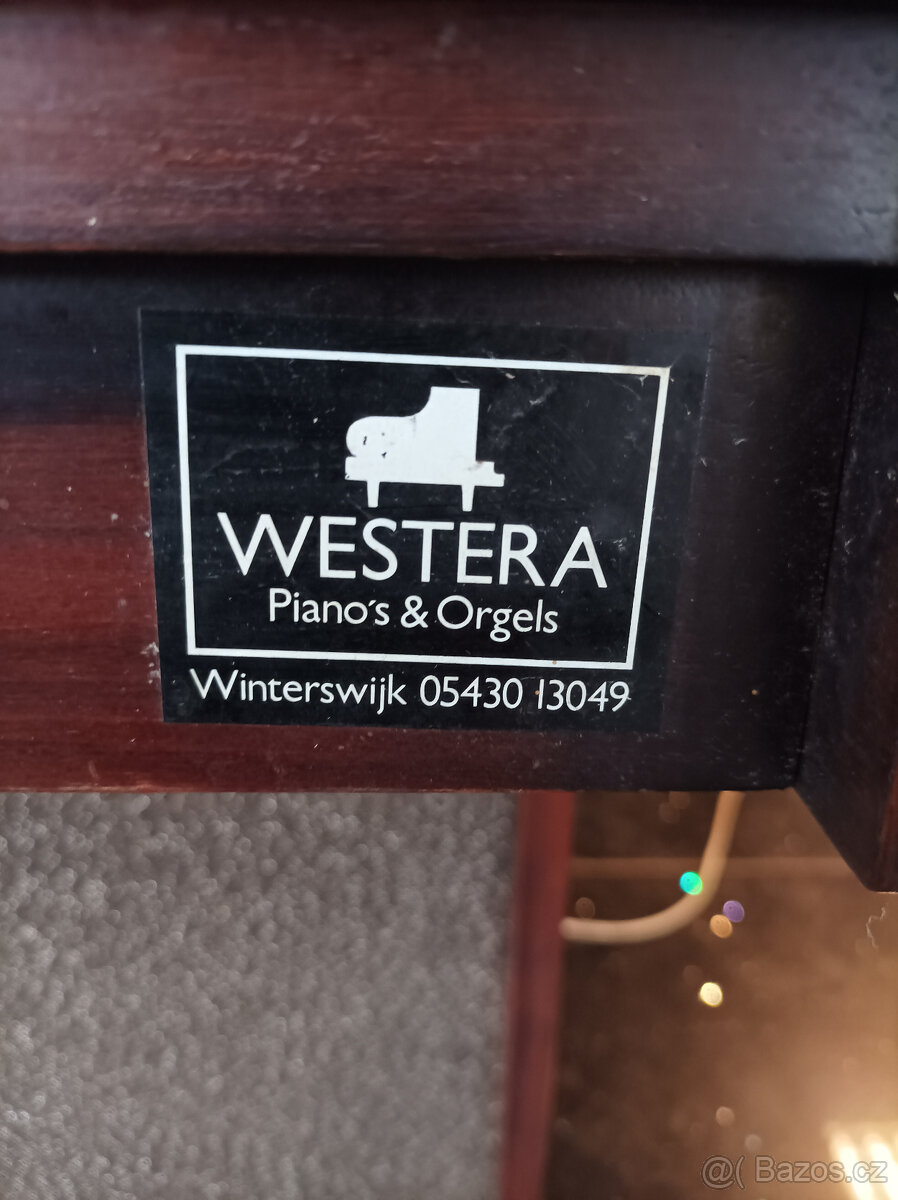 WESTERA
Piano's & Orgels
Winterswijk 05430 13049
@( Bazos.cz